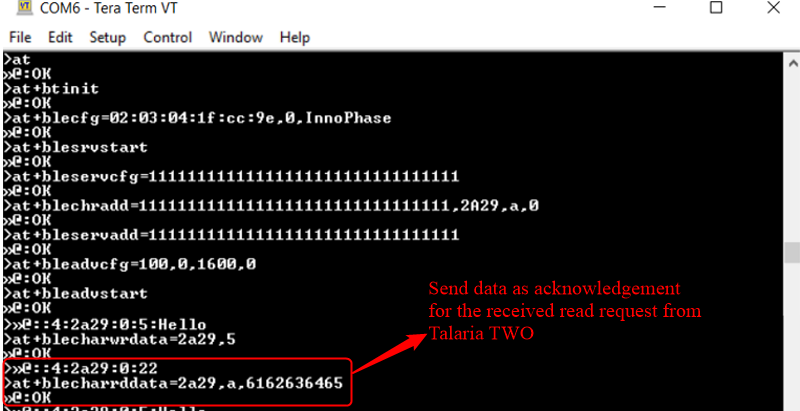 COM6 - Tera Term VT
File Edit Setup Control Window Help
>at
»@:OK
>at+btinit
»@:OK
>at+blecfg=02:03:04:1f:cc:9e,0,InnoPhase
»@:OK
>at+blesrvstart
»@:OK
>at+bleservcfg=11111111111111111111111111111111
»@:OK
>at+blechradd=11111111111111111111111111111111,2A29,a,0
»@:OK
>at+bleservadd=11111111111111111111111111111111
»@:OK
>at+bleadvcfg=100,0,1600,0
»@:OK
>at+bleadvstart
»@:OK
>»@::4:2a29:0:5:Hello
>at+blecharwrdata=2a29,5
»@:OK
>»@::4:2a29:0:22
>at+blecharrddata=2a29,a,6162636465
»@:OK
Send data as acknowledgement
for the received read request from
Talaria TWO